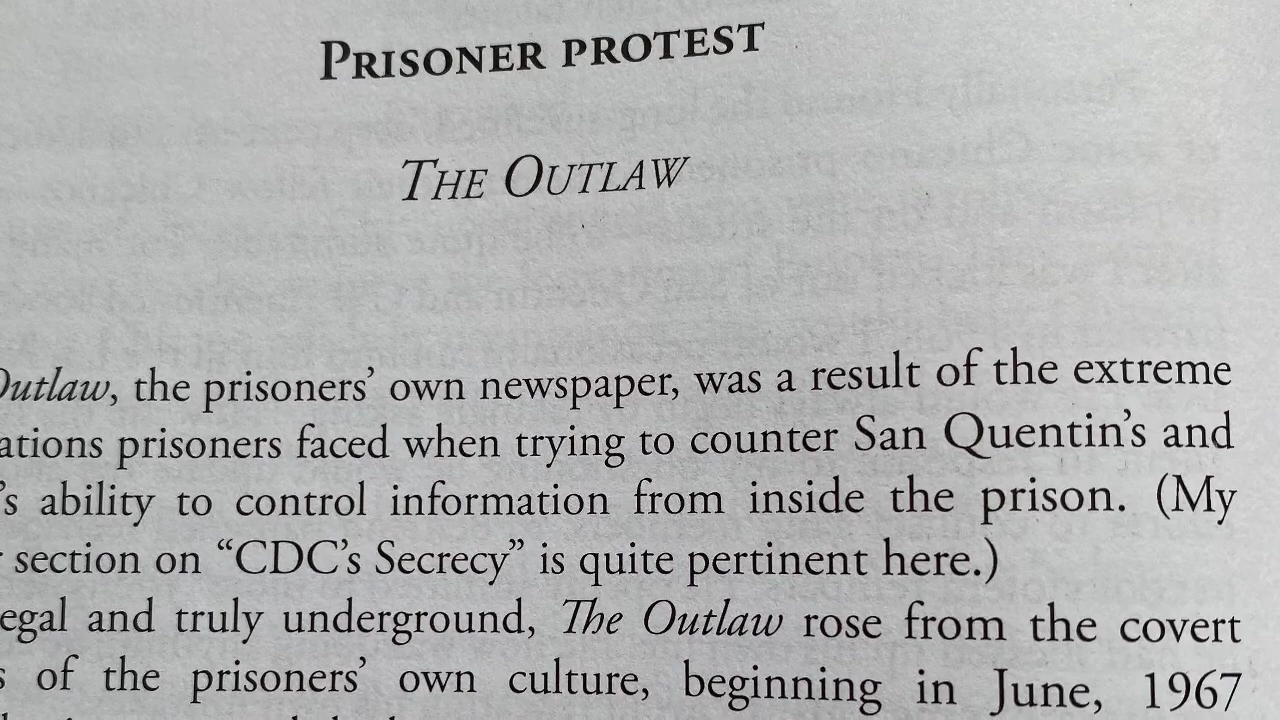 PRISONER PROTEST
THE OUTLAW
Outlaw, the prisoners’ own newspaper, was a result of the extreme
ations prisoners faced when trying to counter San Quentin’s and
’s ability to control information from inside the prison. (My
section on “CDC’s Secrecy” is quite pertinent here.)
egal and truly underground, The Outlaw rose from the covert
s of the prisoners’ own culture, beginning in June, 1967